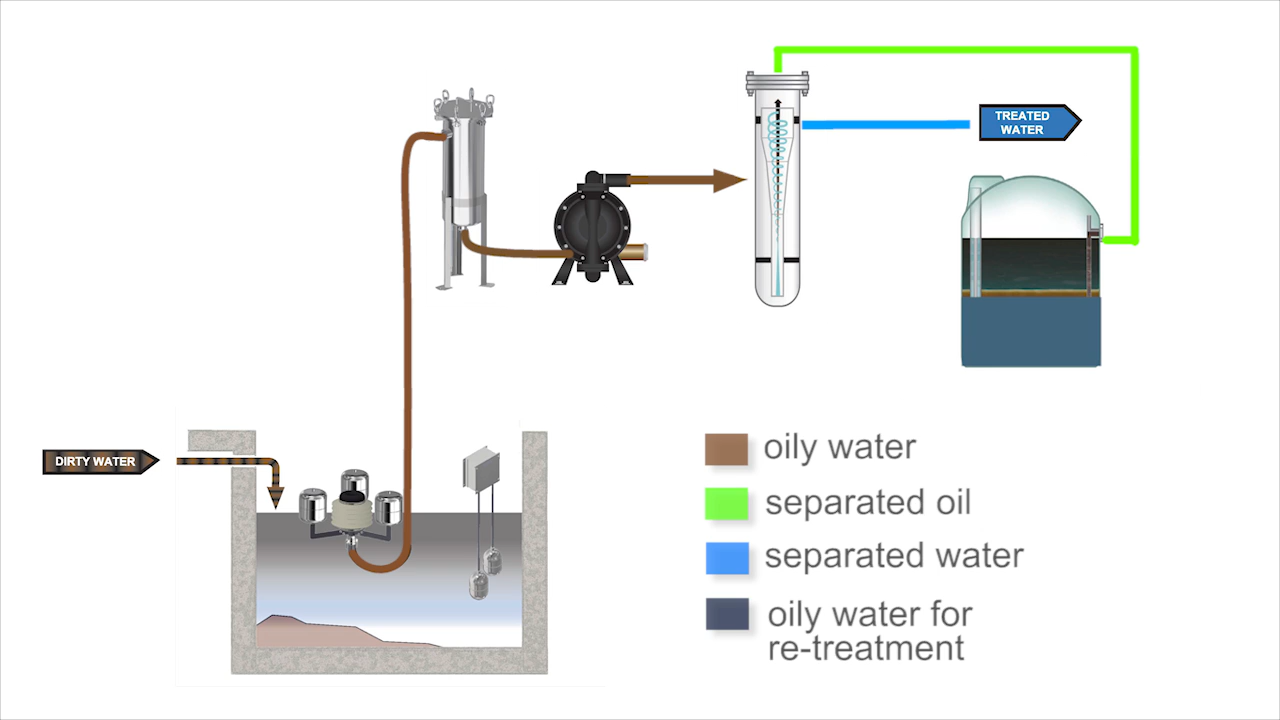 TREATED
WATER
DIRTY WATER
oily water
separated oil
separated water
oily water for
re-treatment